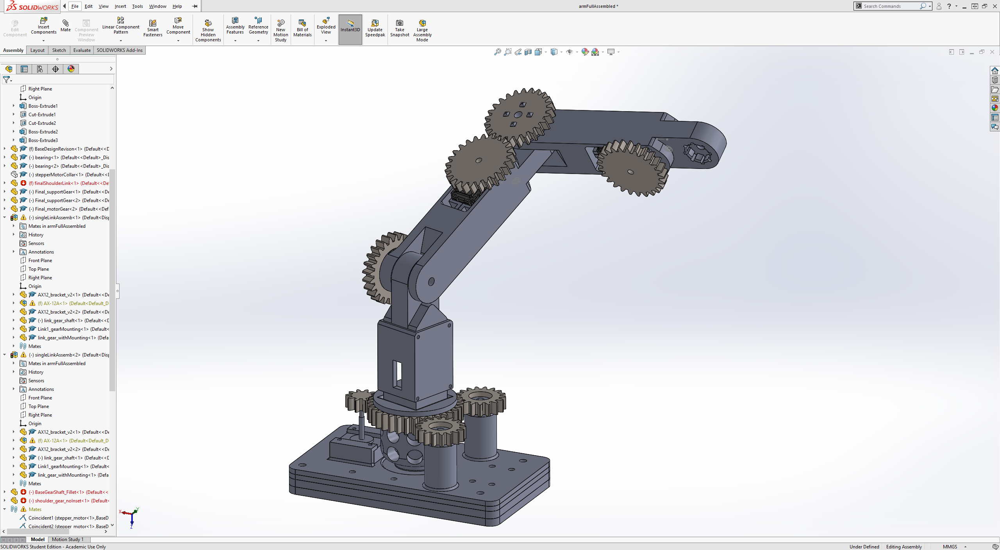 SOLIDWORKS File Edit View Insert Tools Window Help armFullAssembled * Search Commands ?
Edit Component
Insert Components
Mate
Component Preview Window
Linear Component Pattern
Smart Fasteners
Move Component
Show Hidden Components
Assembly Features
Reference Geometry
New Motion Study
Bill of Materials
Exploded View
Instant3D
Update Speedpak
Take Snapshot
Large Assembly Mode
Assembly Layout Sketch Evaluate SOLIDWORKS Add-Ins
Right Plane
Origin
Boss-Extrude1
Cut-Extrude1
Cut-Extrude2
Boss-Extrude2
Boss-Extrude3
(f) BaseDesignRevison<1> (Default<<D
(-) bearing<1> (Default<<Default>_Dis
(-) bearing<2> (Default<<Default>_Dis
(-) stepperMotorCollar<1> (Default<<D
(f) finalShoulderLink<1> (Default<<De
(-) Final_supportGear<1> (Default<<De
(-) Final_supportGear<2> (Default<<De
(-) Final_motorGear<2> (Default<<Def
(-) singleLinkAssemb<1> (Default<Disp
Mates in armFullAssembled
History
Sensors
Annotations
Front Plane
Top Plane
Right Plane
Origin
AX12_bracket_v2<1> (Default<<De
(f) AX-12A<1> (Default<Default_D
AX12_bracket_v2<2> (Default<<De
(-) link_gear_shaft<1> (Default<<D
Link1_gearMounting<1> (Default<
link_gear_withMounting<1> (Defa
Mates
(-) singleLinkAssemb<2> (Default<Disp
Mates in armFullAssembled
History
Sensors
Annotations
Front Plane
Top Plane
Right Plane
Origin
AX12_bracket_v2<1> (Default<<De
(f) AX-12A<1> (Default<Default_D
AX12_bracket_v2<2> (Default<<De
(-) link_gear_shaft<1> (Default<<D
Link1_gearMounting<1> (Default<
link_gear_withMounting<1> (Defa
Mates
(-) BaseGearShaft_Fillet<1> (Default<<
(-) shoulder_gear_noInset<1> (Default<
Mates
Coincident1 (stepper_motor<1>,BaseD
Coincident2 (stepper_motor<1>,BaseD
X Y
Z
Model Motion Study 1
SOLIDWORKS Student Edition - Academic Use Only Under Defined Editing Assembly MMGS